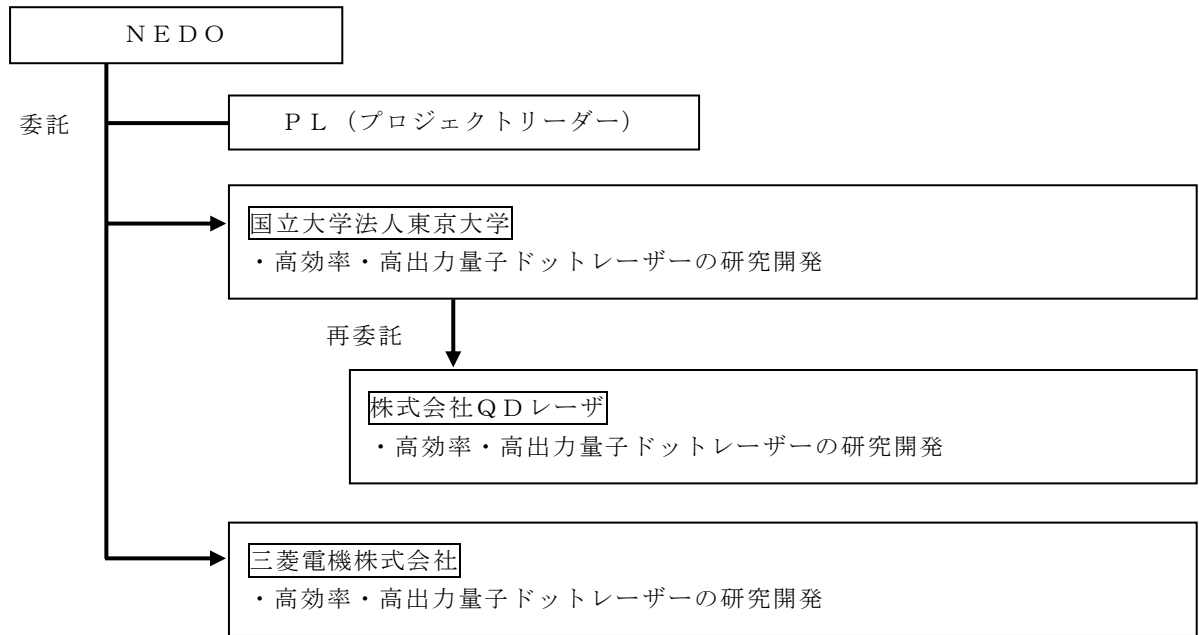 ＮＥＤＯ
委託
ＰＬ（プロジェクトリーダー）
国立大学法人東京大学
・高効率・高出力量子ドットレーザーの研究開発
再委託
株式会社ＱＤレーザ
・高効率・高出力量子ドットレーザーの研究開発
三菱電機株式会社
・高効率・高出力量子ドットレーザーの研究開発